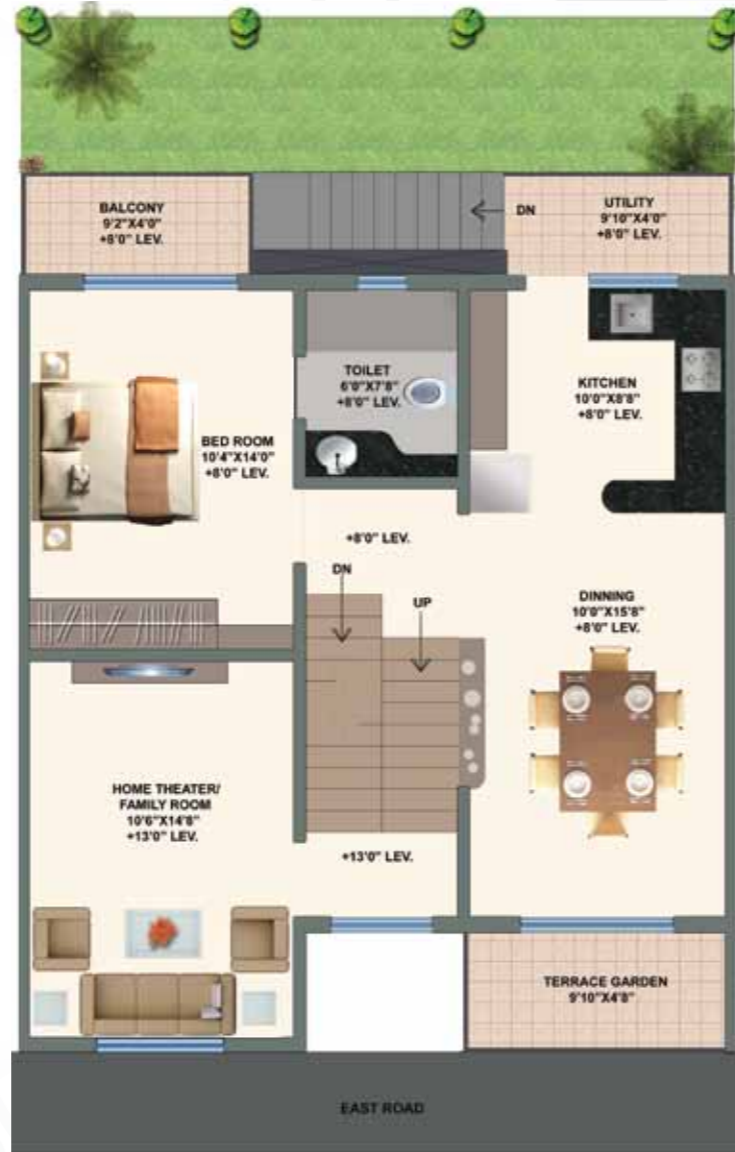 BALCONY
9'2"X4'0"
+8'0" LEV.
DN
UTILITY
9'10"X4'0"
+8'0" LEV.
TOILET
6'0"X7'8"
+8'0" LEV.
KITCHEN
10'0"X8'8"
+8'0" LEV.
BED ROOM
10'4"X14'0"
+8'0" LEV.
+8'0" LEV.
DN
UP
DINNING
10'0"X15'8"
+8'0" LEV.
HOME THEATER/
FAMILY ROOM
10'6"X14'8"
+13'0" LEV.
+13'0" LEV.
TERRACE GARDEN
9'10"X4'8"
EAST ROAD